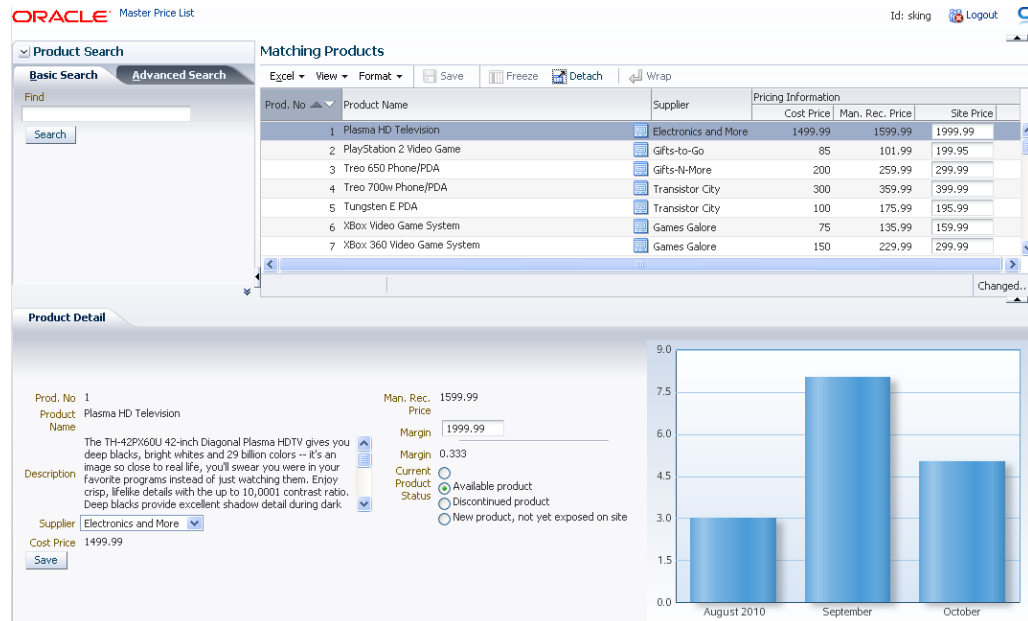 ORACLE Master Price List
Id: sking Logout
Product Search
Basic Search Advanced Search
Find
Search
Matching Products
Excel View Format Save Freeze Detach Wrap
Prod. No Product Name Supplier Pricing Information
Cost Price Man. Rec. Price Site Price
1 Plasma HD Television Electronics and More 1499.99 1599.99 1999.99
2 PlayStation 2 Video Game Gifts-to-Go 85 101.99 199.95
3 Treo 650 Phone/PDA Gifts-N-More 200 259.99 299.99
4 Treo 700w Phone/PDA Transistor City 300 359.99 399.99
5 Tungsten E PDA Transistor City 100 175.99 195.99
6 XBox Video Game System Games Galore 75 135.99 159.99
7 XBox 360 Video Game System Games Galore 150 229.99 299.99
Changed..
Product Detail
Prod. No 1
Product Name Plasma HD Television
Description The TH-42PX60U 42-inch Diagonal Plasma HDTV gives you
deep blacks, bright whites and 29 billion colors -- it's an
image so close to real life, you'll swear you were in your
favorite programs instead of just watching them. Enjoy
crisp, lifelike details with the up to 10,0001 contrast ratio.
Deep blacks provide excellent shadow detail during dark
Supplier Electronics and More
Cost Price 1499.99
Save
Man. Rec. Price 1599.99
Margin 1999.99
Margin 0.333
Current Product Status
Available product
Discontinued product
New product, not yet exposed on site
9.0
7.5
6.0
4.5
3.0
1.5
0.0
August 2010 September October